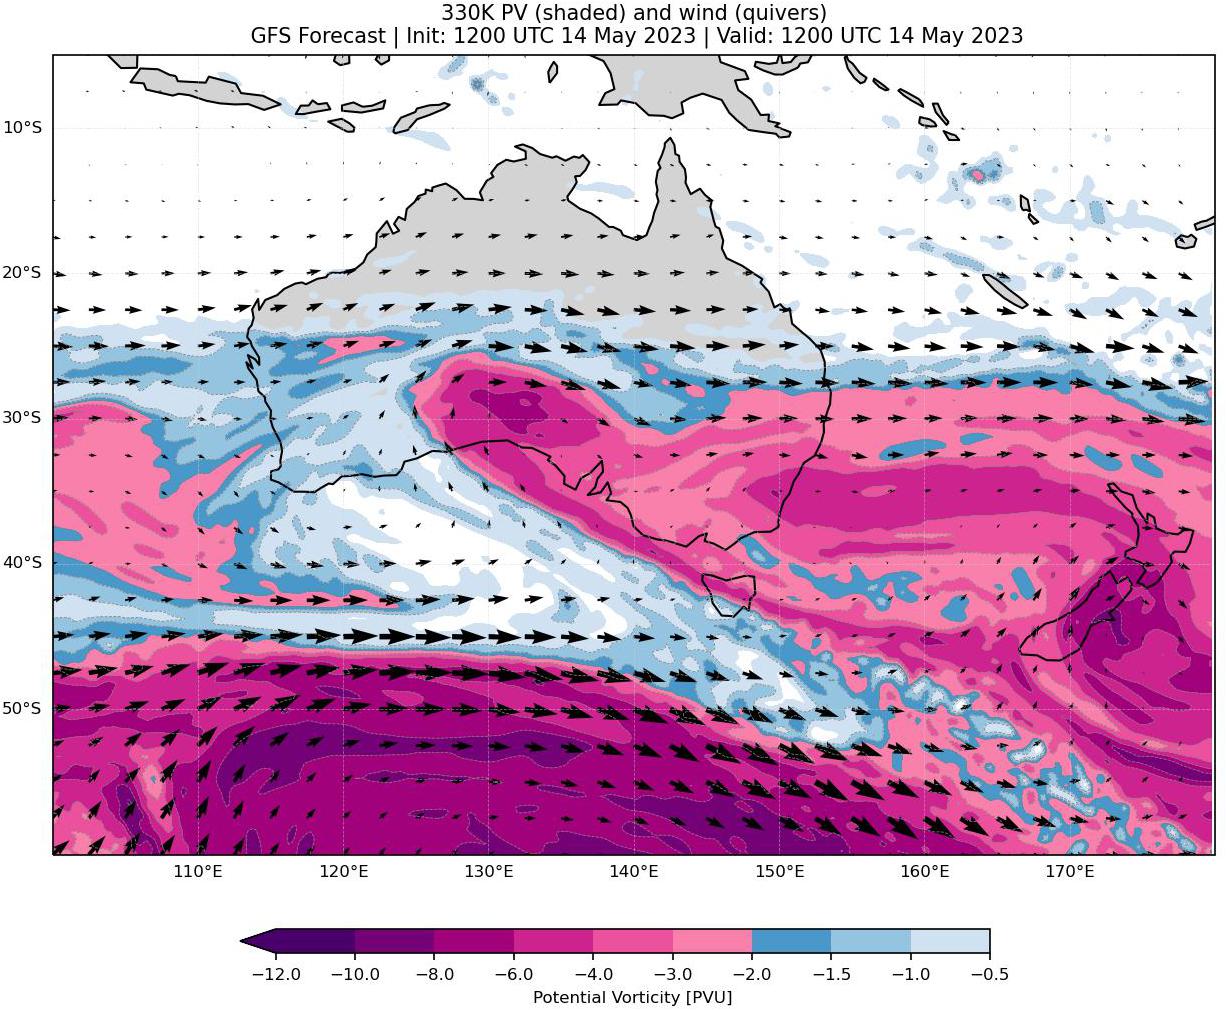 330K PV (shaded) and wind (quivers)
GFS Forecast | Init: 1200 UTC 14 May 2023 | Valid: 1200 UTC 14 May 2023
10°S
20°S
30°S
40°S
50°S
110°E 120°E 130°E 140°E 150°E 160°E 170°E
−12.0 −10.0 −8.0 −6.0 −4.0 −3.0 −2.0 −1.5 −1.0 −0.5
Potential Vorticity [PVU]